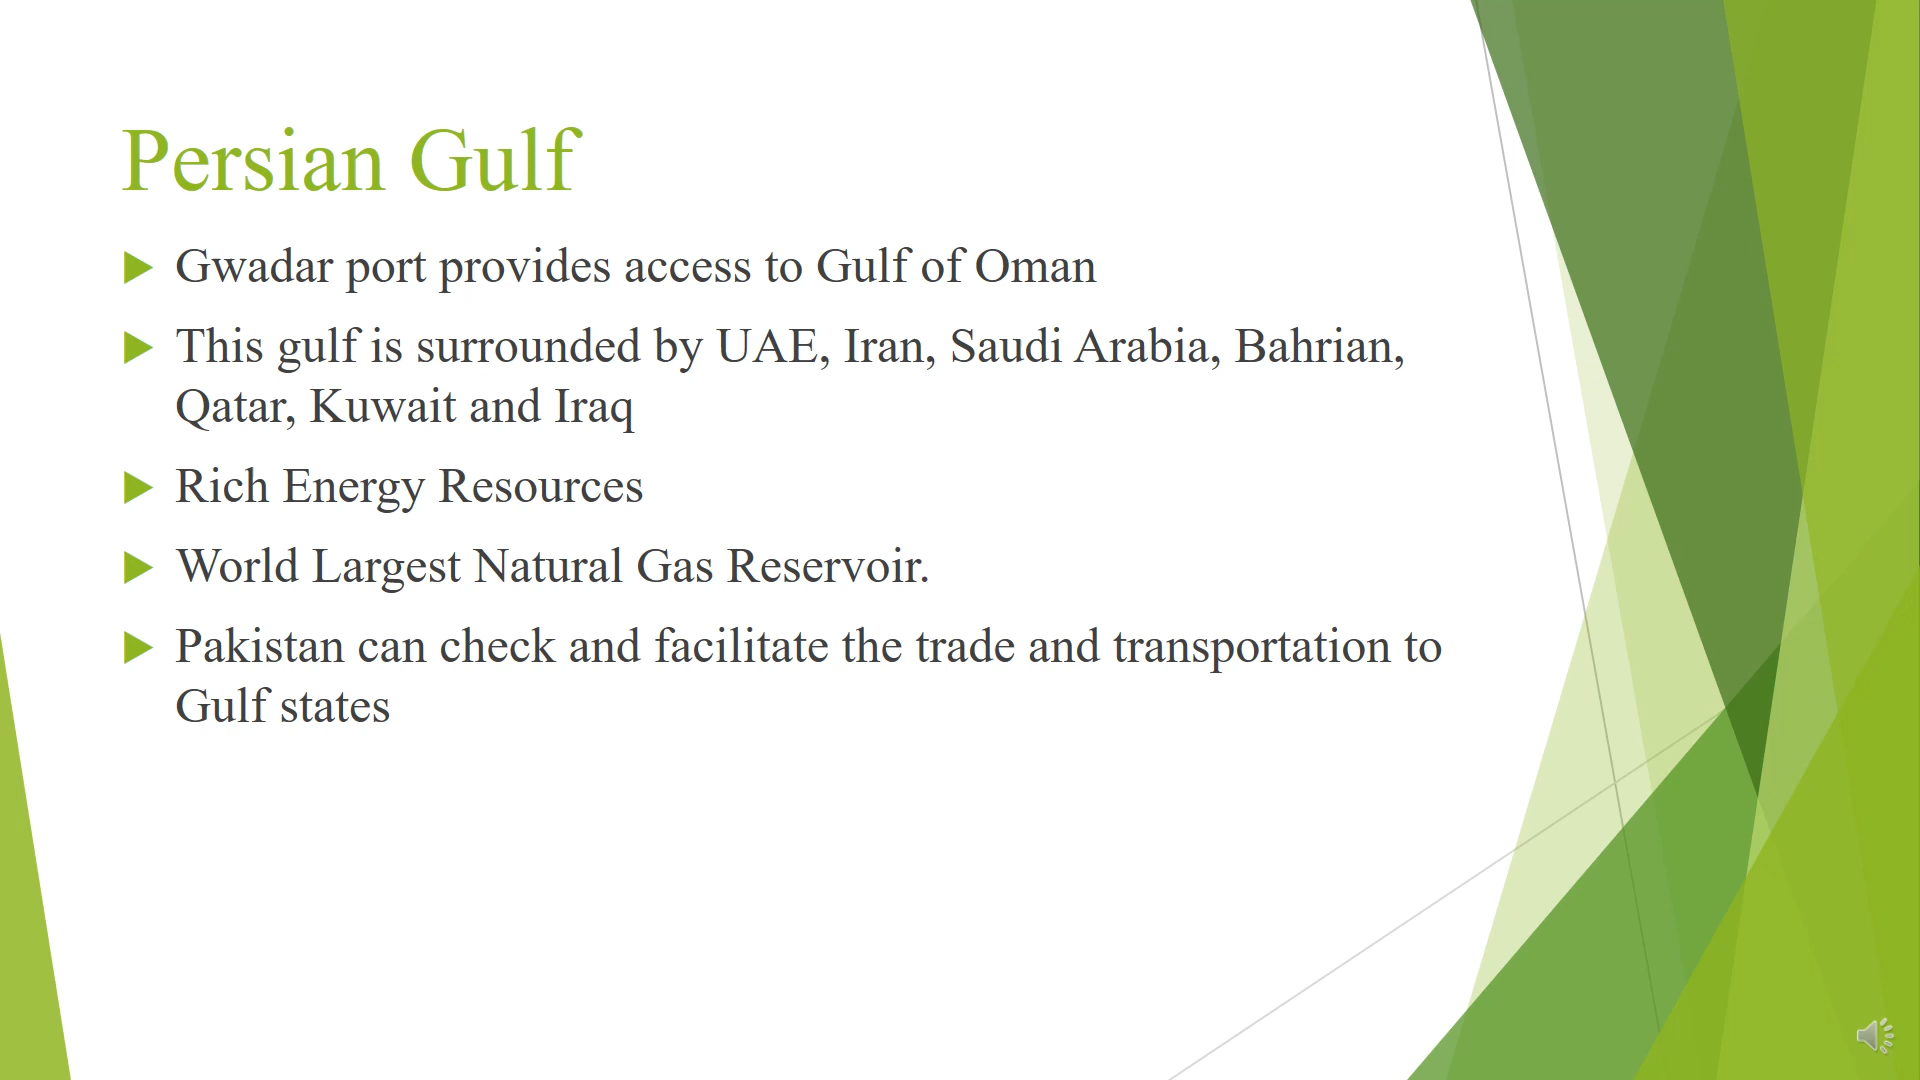 Persian Gulf
Gwadar port provides access to Gulf of Oman
This gulf is surrounded by UAE, Iran, Saudi Arabia, Bahrian,
Qatar, Kuwait and Iraq
Rich Energy Resources
World Largest Natural Gas Reservoir.
Pakistan can check and facilitate the trade and transportation to
Gulf states